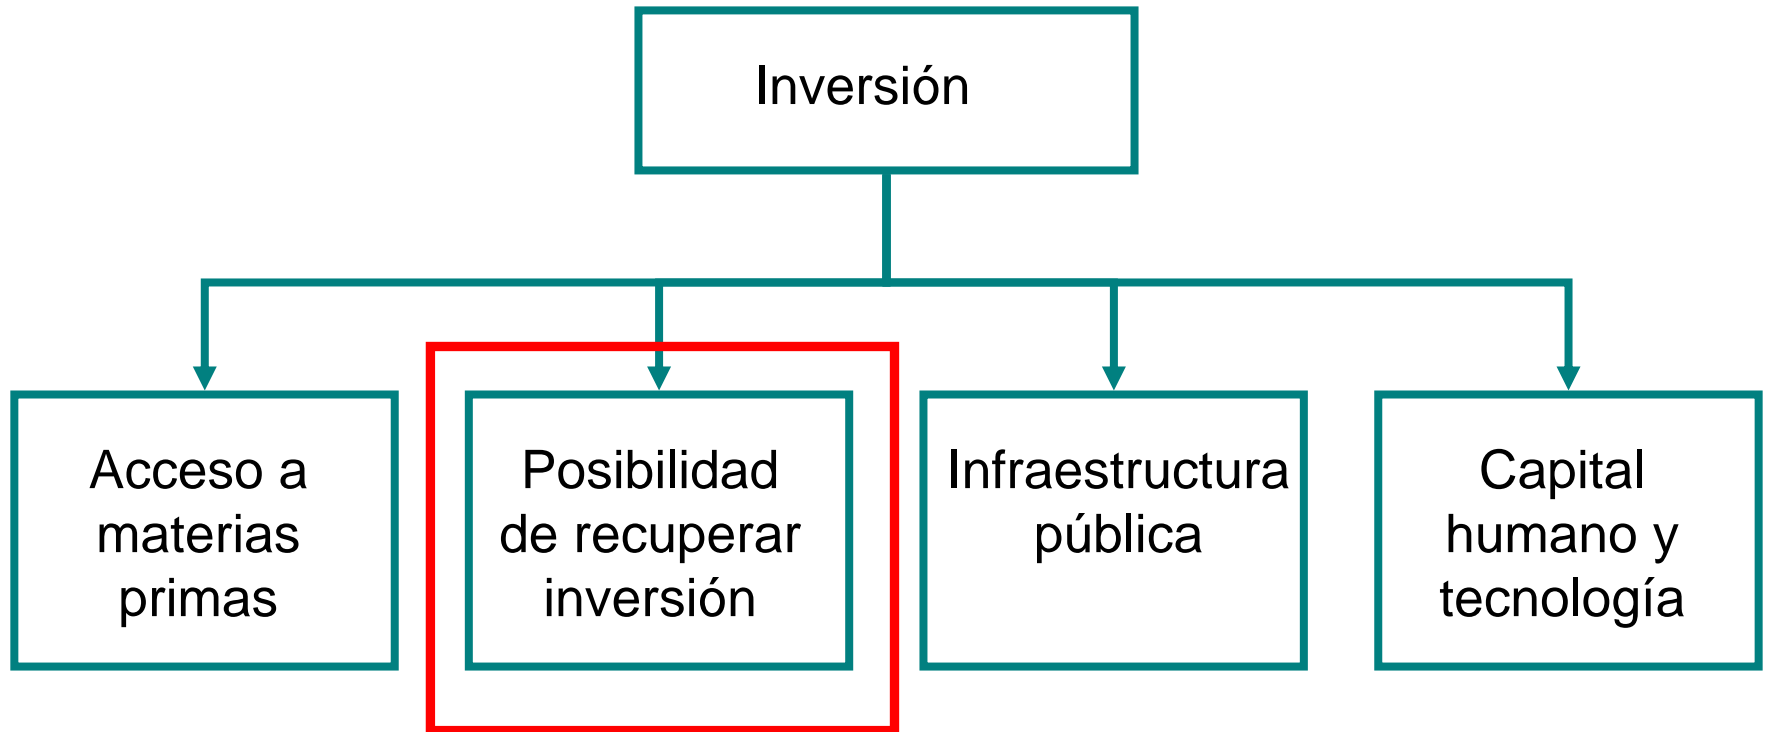 Inversión
Acceso a
materias
primas
Posibilidad
de recuperar
inversión
Infraestructura
pública
Capital
humano y
tecnología